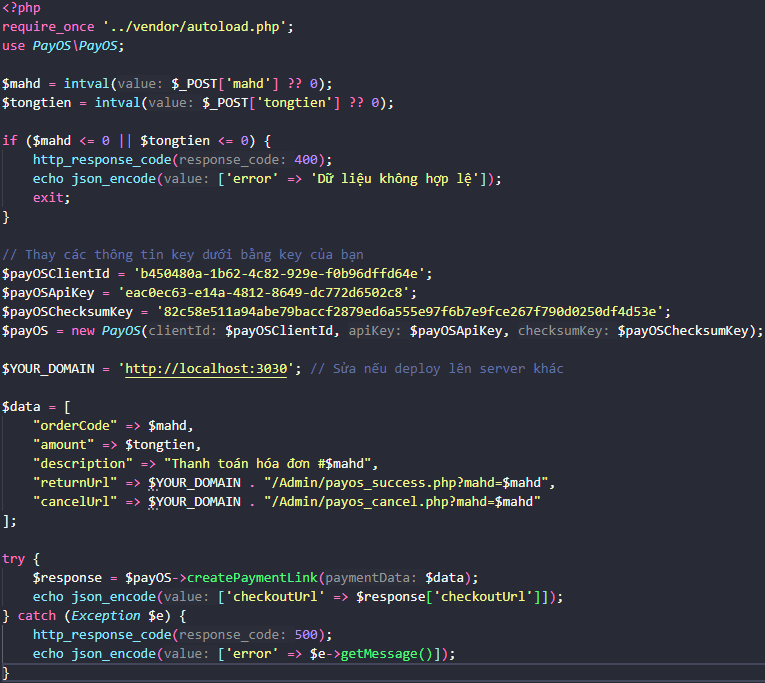 <?php
require_once '../vendor/autoload.php';
use PayOS\PayOS;

$mahd = intval(value: $_POST['mahd'] ?? 0);
$tongtien = intval(value: $_POST['tongtien'] ?? 0);

if ($mahd <= 0 || $tongtien <= 0) {
    http_response_code(response_code: 400);
    echo json_encode(value: ['error' => 'Dữ liệu không hợp lệ']);
    exit;
}

// Thay các thông tin key dưới bằng key của bạn
$payOSClientId = 'b450480a-1b62-4c82-929e-f0b96dffd64e';
$payOSApiKey = 'eac0ec63-e14a-4812-8649-dc772d6502c8';
$payOSChecksumKey = '82c58e511a94abe79baccf2879ed6a555e97f6b7e9fce267f790d0250df4d53e';
$payOS = new PayOS(clientId: $payOSClientId, apiKey: $payOSApiKey, checksumKey: $payOSChecksumKey);

$YOUR_DOMAIN = 'http://localhost:3030'; // Sửa nếu deploy lên server khác

$data = [
    "orderCode" => $mahd,
    "amount" => $tongtien,
    "description" => "Thanh toán hóa đơn #$mahd",
    "returnUrl" => $YOUR_DOMAIN . "/Admin/payos_success.php?mahd=$mahd",
    "cancelUrl" => $YOUR_DOMAIN . "/Admin/payos_cancel.php?mahd=$mahd"
];

try {
    $response = $payOS->createPaymentLink(paymentData: $data);
    echo json_encode(value: ['checkoutUrl' => $response['checkoutUrl']]);
} catch (Exception $e) {
    http_response_code(response_code: 500);
    echo json_encode(value: ['error' => $e->getMessage()]);
}